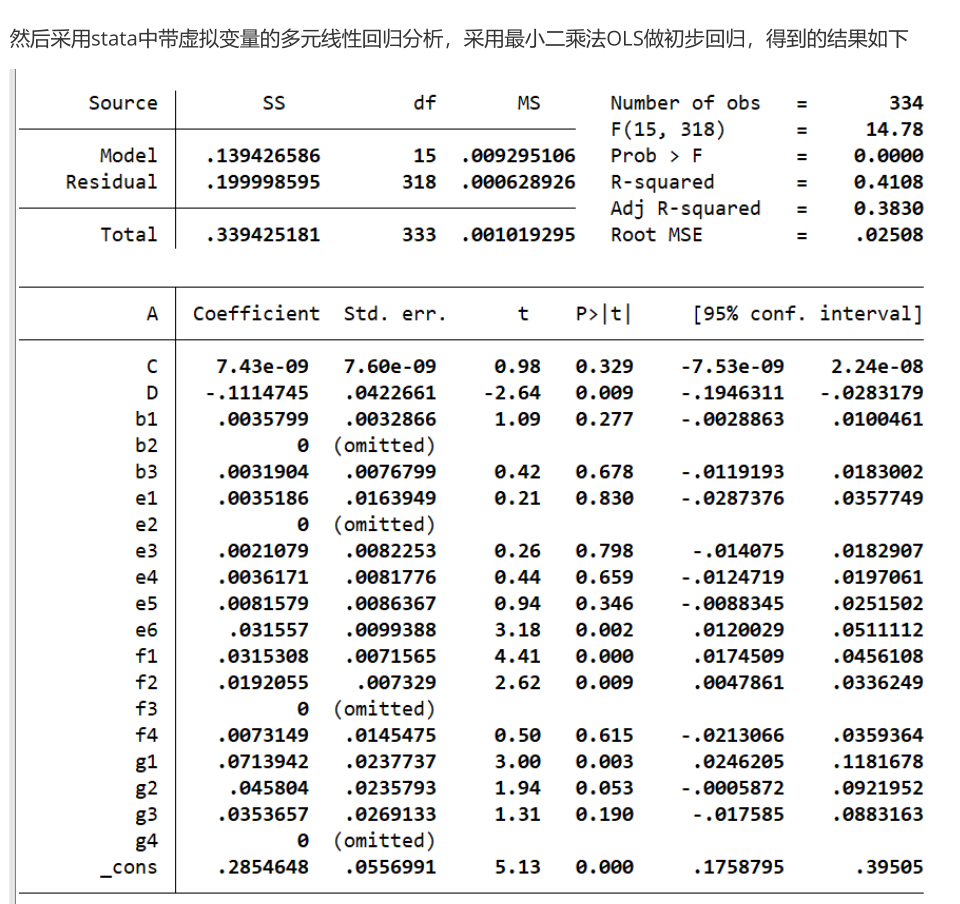 然后采用stata中带虚拟变量的多元线性回归分析，采用最小二乘法OLS做初步回归，得到的结果如下
Source SS df MS Number of obs = 334
F(15, 318) = 14.78
Model .139426586 15 .009295106 Prob > F = 0.0000
Residual .199998595 318 .000628926 R-squared = 0.4108
Adj R-squared = 0.3830
Total .339425181 333 .001019295 Root MSE = .02508
A Coefficient Std. err. t P>|t| [95% conf. interval]
C 7.43e-09 7.60e-09 0.98 0.329 -7.53e-09 2.24e-08
D -.1114745 .0422661 -2.64 0.009 -.1946311 -.0283179
b1 .0035799 .0032866 1.09 0.277 -.0028863 .0100461
b2 0 (omitted)
b3 .0031904 .0076799 0.42 0.678 -.0119193 .0183002
e1 .0035186 .0163949 0.21 0.830 -.0287376 .0357749
e2 0 (omitted)
e3 .0021079 .0082253 0.26 0.798 -.014075 .0182907
e4 .0036171 .0081776 0.44 0.659 -.0124719 .0197061
e5 .0081579 .0086367 0.94 0.346 -.0088345 .0251502
e6 .031557 .0099388 3.18 0.002 .0120029 .0511112
f1 .0315308 .0071565 4.41 0.000 .0174509 .0456108
f2 .0192055 .007329 2.62 0.009 .0047861 .0336249
f3 0 (omitted)
f4 .0073149 .0145475 0.50 0.615 -.0213066 .0359364
g1 .0713942 .0237737 3.00 0.003 .0246205 .1181678
g2 .045804 .0235793 1.94 0.053 -.0005872 .0921952
g3 .0353657 .0269133 1.31 0.190 -.017585 .0883163
g4 0 (omitted)
_cons .2854648 .0556991 5.13 0.000 .1758795 .39505